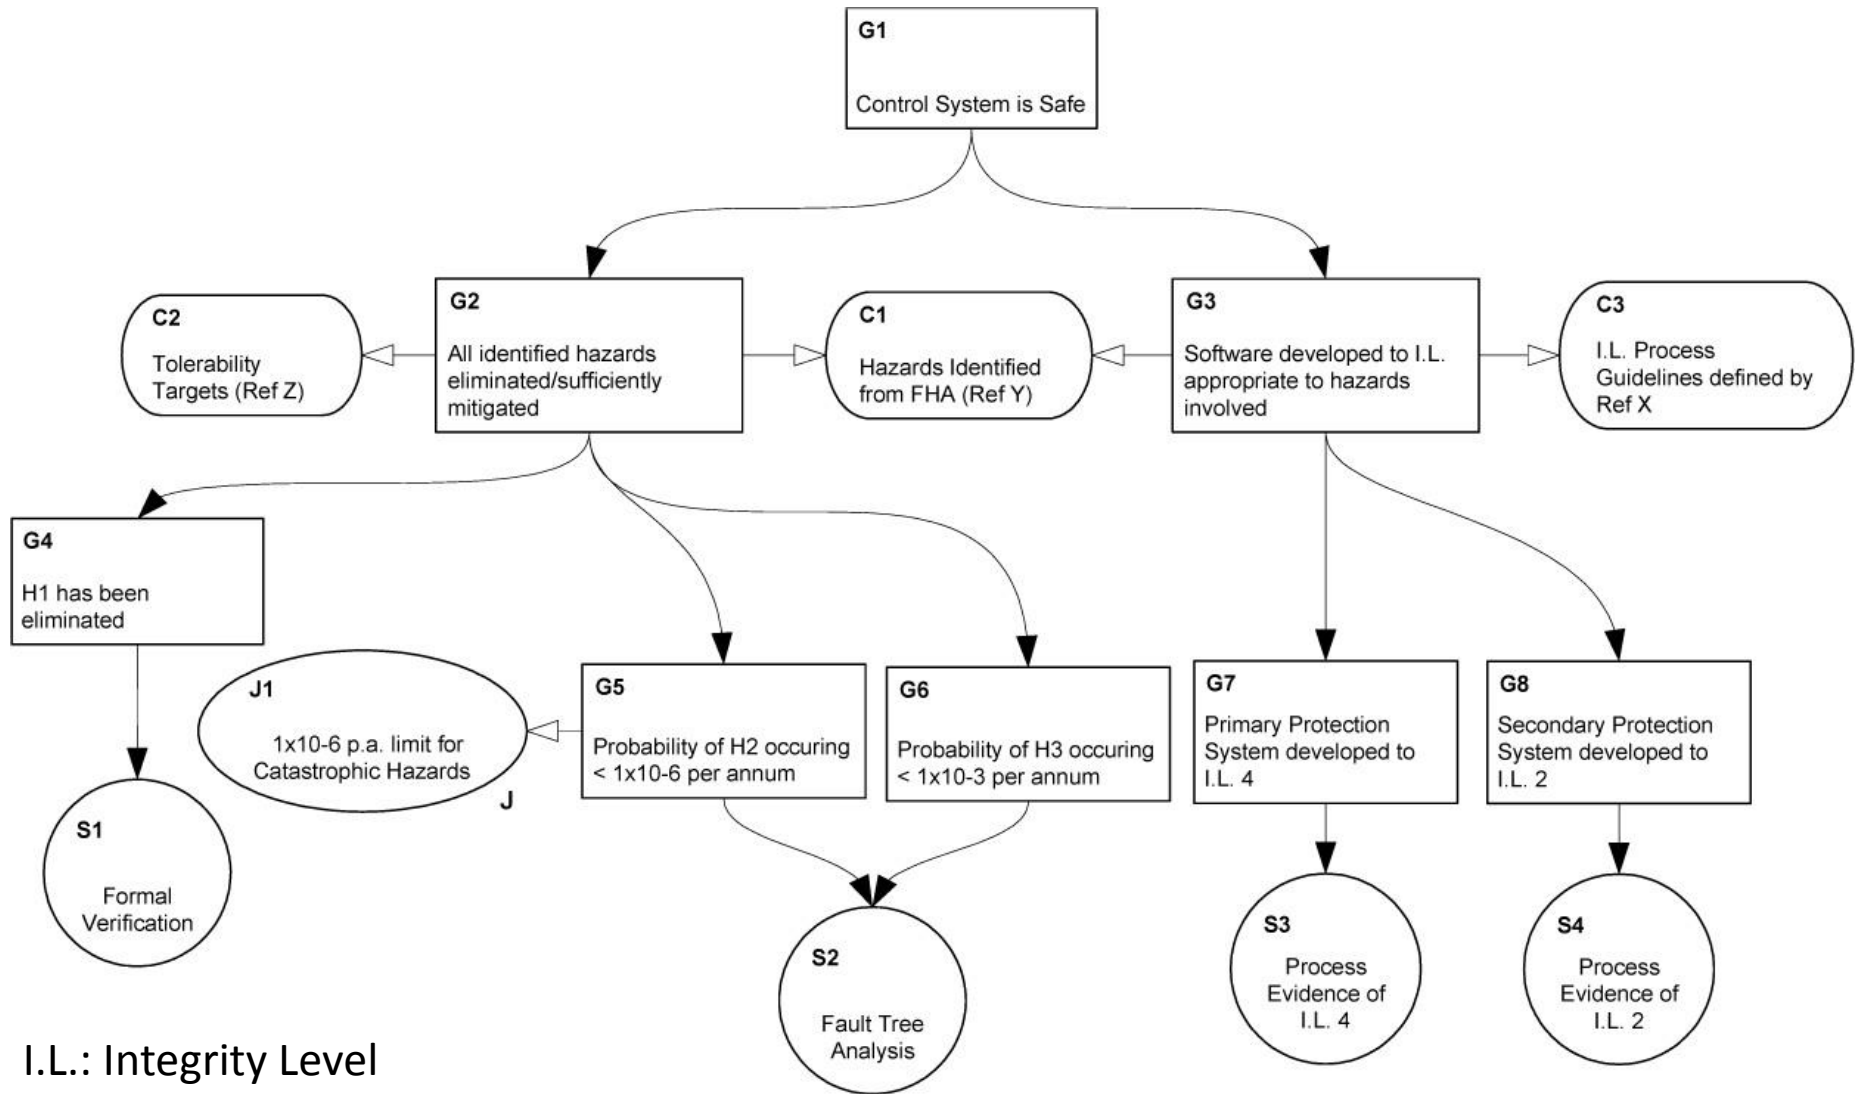 G1
Control System is Safe
C2
Tolerability
Targets (Ref Z)
G2
All identified hazards
eliminated/sufficiently
mitigated
C1
Hazards Identified
from FHA (Ref Y)
G3
Software developed to I.L.
appropriate to hazards
involved
C3
I.L. Process
Guidelines defined by
Ref X
G4
H1 has been
eliminated
J1
1x10-6 p.a. limit for
Catastrophic Hazards
J
G5
Probability of H2 occuring
< 1x10-6 per annum
G6
Probability of H3 occuring
< 1x10-3 per annum
G7
Primary Protection
System developed to
I.L. 4
G8
Secondary Protection
System developed to
I.L. 2
S1
Formal
Verification
S2
Fault Tree
Analysis
S3
Process
Evidence of
I.L. 4
S4
Process
Evidence of
I.L. 2
I.L.: Integrity Level